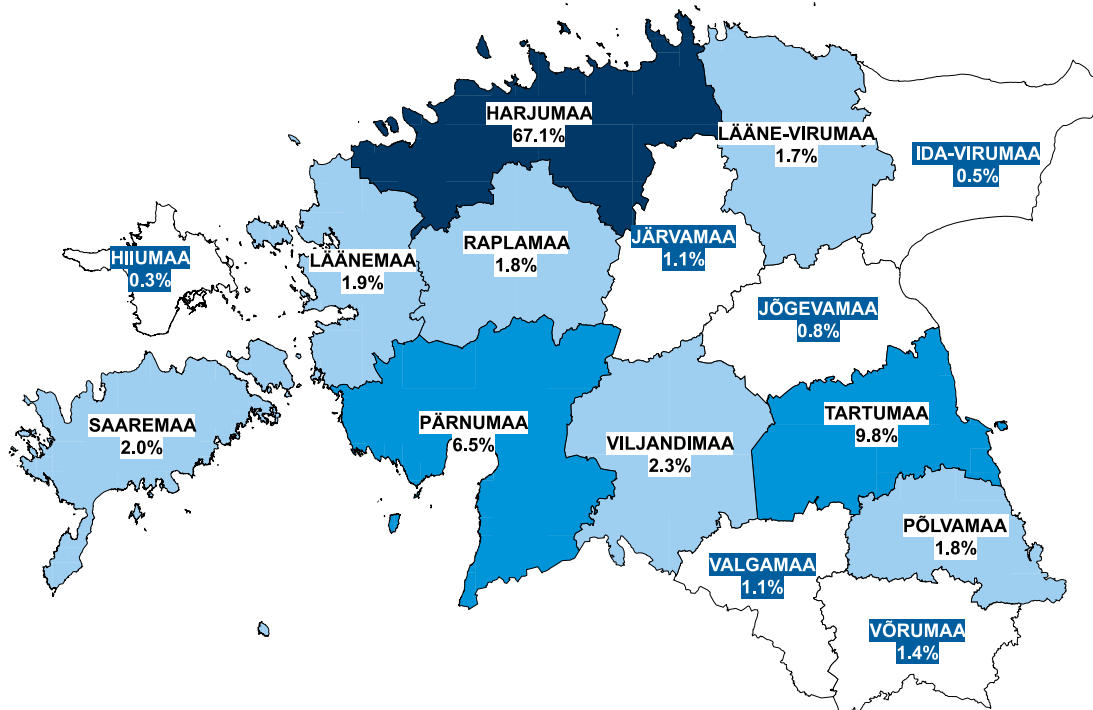 HARJUMAA
67.1%
LÄÄNE-VIRUMAA
1.7%
IDA-VIRUMAA
0.5%
HIIUMAA
0.3%
LÄÄNEMAA
1.9%
RAPLAMAA
1.8%
JÄRVAMAA
1.1%
JÕGEVAMAA
0.8%
SAAREMAA
2.0%
PÄRNUMAA
6.5%
VILJANDIMAA
2.3%
TARTUMAA
9.8%
PÕLVAMAA
1.8%
VALGAMAA
1.1%
VÕRUMAA
1.4%